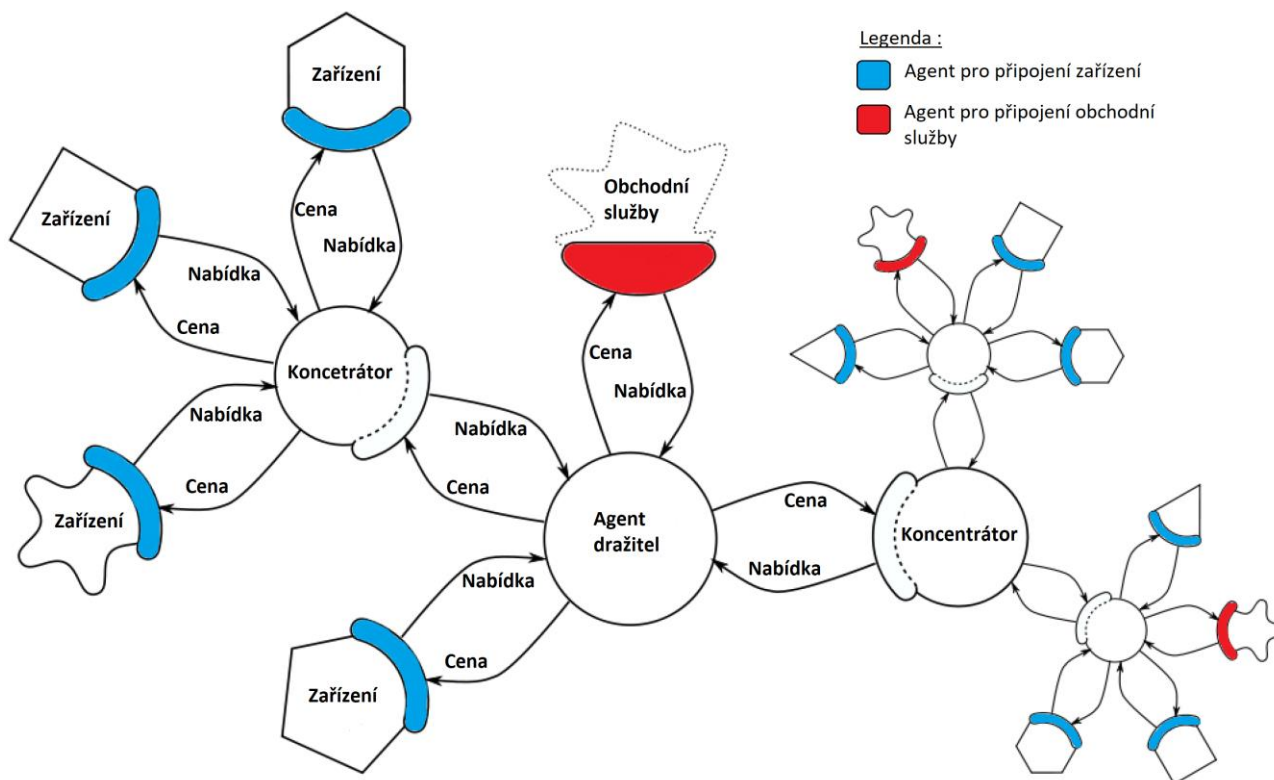 Legenda :
Agent pro připojení zařízení
Agent pro připojení obchodní
služby
Zařízení
Cena
Nabídka
Zařízení
Nabídka
Cena
Obchodní
služby
Cena
Nabídka
Koncetrátor
Nabídka
Cena
Zařízení
Nabídka
Cena
Agent
dražitel
Cena
Nabídka
Koncentrátor
Nabídka
Cena
Zařízení